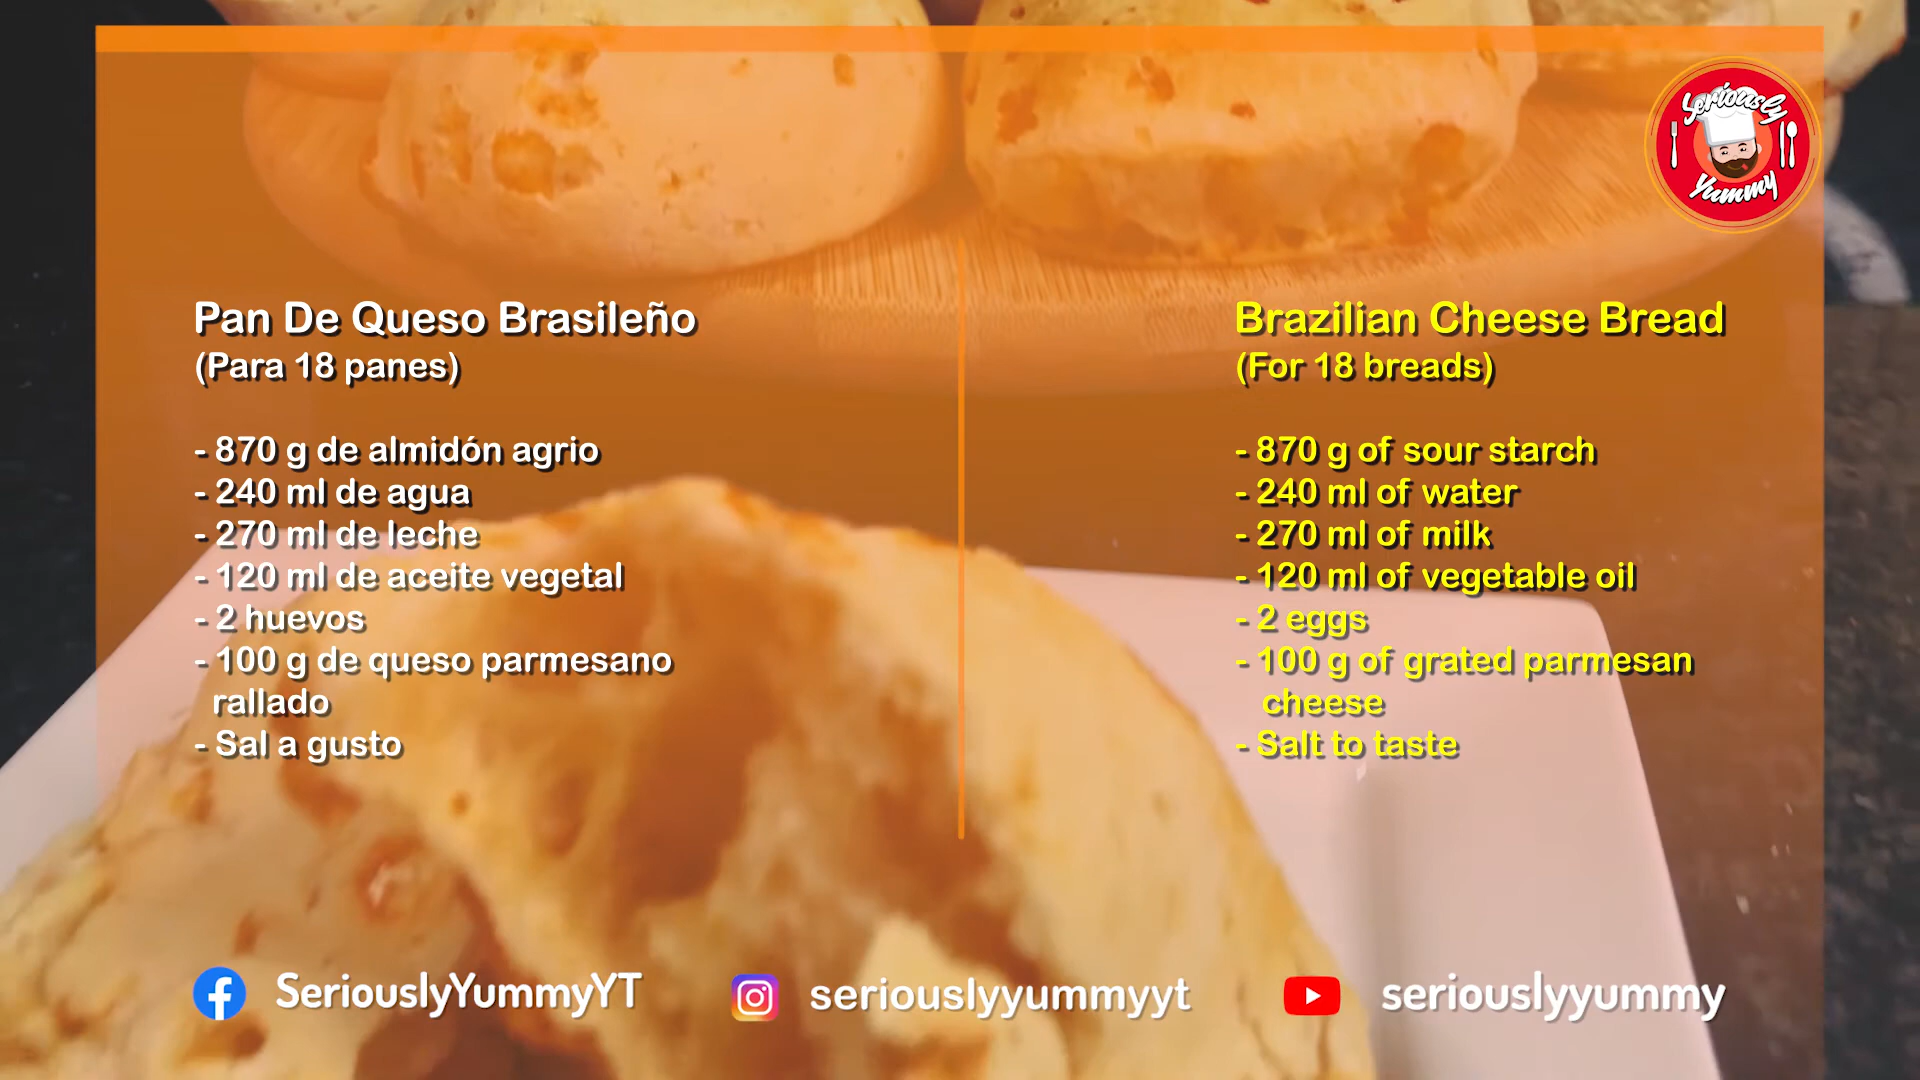 Seriously
Yummy
Pan De Queso Brasileño
(Para 18 panes)
- 870 g de almidón agrio
- 240 ml de agua
- 270 ml de leche
- 120 ml de aceite vegetal
- 2 huevos
- 100 g de queso parmesano
rallado
- Sal a gusto
Brazilian Cheese Bread
(For 18 breads)
- 870 g of sour starch
- 240 ml of water
- 270 ml of milk
- 120 ml of vegetable oil
- 2 eggs
- 100 g of grated parmesan
cheese
- Salt to taste
SeriouslyYummyYT
seriouslyyummyyt
seriouslyyummy